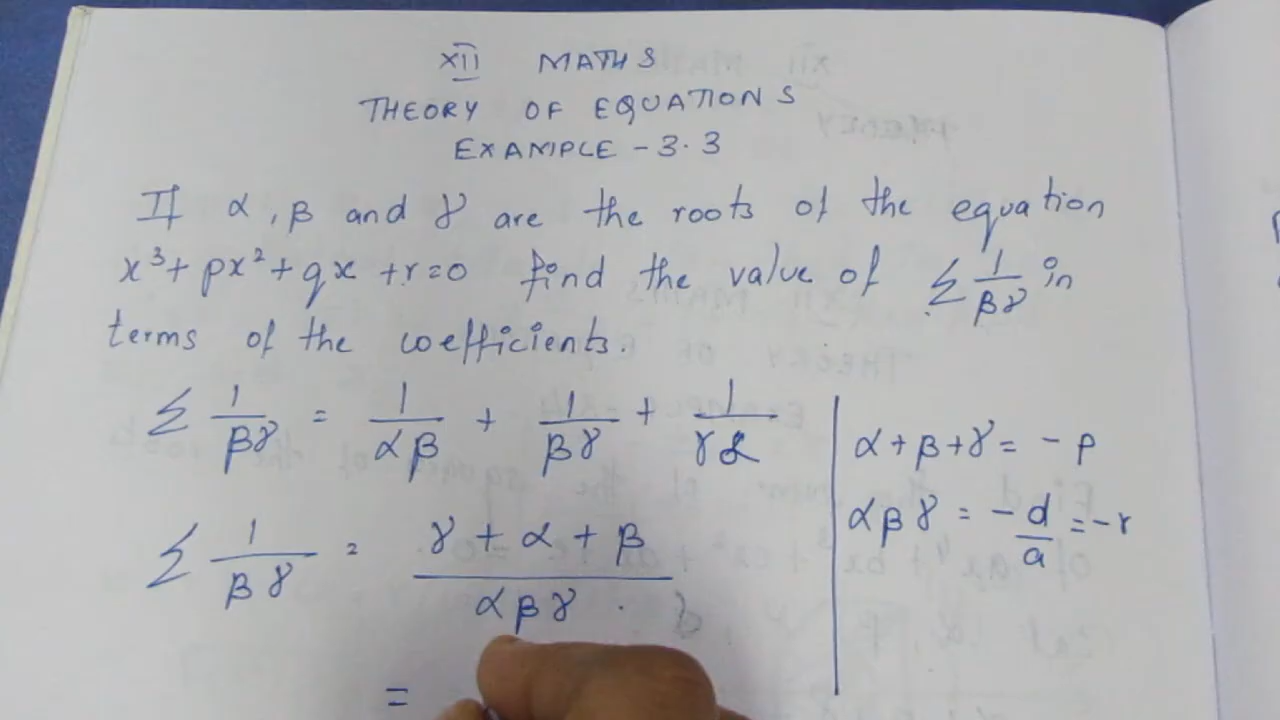 XII MATHS
THEORY OF EQUATIONS
EXAMPLE - 3.3
If α, β and γ are the roots of the equation
x³ + px² + qx + r = 0 find the value of ∑ 1/βγ in
terms of the coefficients.
∑ 1/βγ = 1/αβ + 1/βγ + 1/γα
α + β + γ = - p
αβγ = - d/a = - r
∑ 1/βγ = γ + α + β / αβγ
=